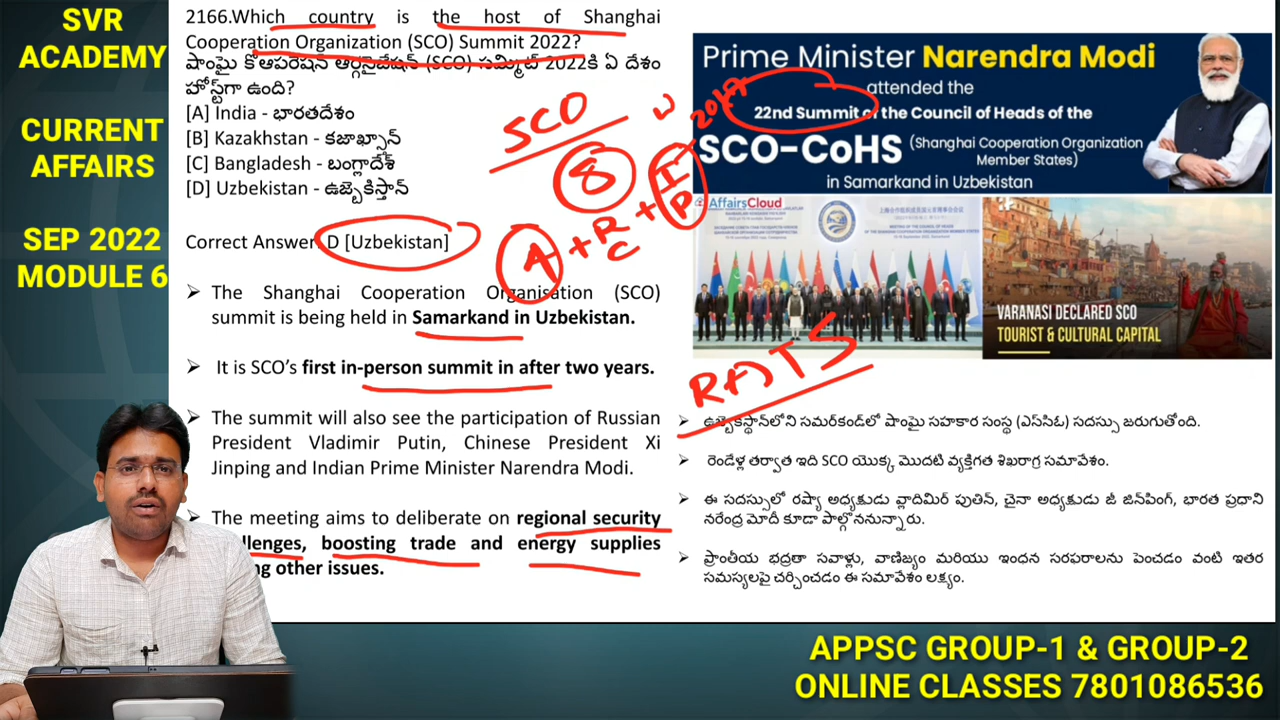 SVR
ACADEMY
CURRENT
AFFAIRS
SEP 2022
MODULE 6
2166.Which country is the host of Shanghai
Cooperation Organization (SCO) Summit 2022?
షాంఘై కోఆపరేషన్ ఆర్గనైజేషన్ (SCO) సమ్మిట్ 2022కి ఏ దేశం
హోస్ట్‌గా ఉంది?
[A] India - భారతదేశం
[B] Kazakhstan - కజాఖ్స్తాన్
[C] Bangladesh - బంగ్లాదేశ్
[D] Uzbekistan - ఉజ్బెకిస్తాన్
Correct Answer D [Uzbekistan]
➢ The Shanghai Cooperation Organisation (SCO)
summit is being held in Samarkand in Uzbekistan.
➢ It is SCO's first in-person summit in after two years.
➢ The summit will also see the participation of Russian
President Vladimir Putin, Chinese President Xi
Jinping and Indian Prime Minister Narendra Modi.
➢ The meeting aims to deliberate on regional security
boosting trade and energy supplies
other issues.
SCO
8
A + R + I
C P
2017
RATS
Prime Minister Narendra Modi
attended the
22nd Summit of the Council of Heads of the
SCO-CoHS (Shanghai Cooperation Organization
Member States)
in Samarkand in Uzbekistan
AffairsCloud
VARANASI DECLARED SCO
TOURIST & CULTURAL CAPITAL
➢ ఉజ్బెకిస్థాన్‌లోని సమర్‌కండ్‌లో షాంఘై సహకార సంస్థ (ఎస్‌సిఓ) సదస్సు జరుగుతోంది.
➢ రెండేళ్ల తర్వాత ఇది SCO యొక్క మొదటి వ్యక్తిగత శిఖరాగ్ర సమావేశం.
➢ ఈ సదస్సులో రష్యా అధ్యక్షుడు వ్లాదిమిర్ పుతిన్, చైనా అధ్యక్షుడు జీ జిన్‌పింగ్, భారత ప్రధాని
నరేంద్ర మోదీ కూడా పాల్గొననున్నారు.
➢ ప్రాంతీయ భద్రతా సవాళ్లు, వాణిజ్యం మరియు ఇంధన సరఫరాలను పెంచడం వంటి ఇతర
సమస్యలపై చర్చించడం ఈ సమావేశం లక్ష్యం.
APPSC GROUP-1 & GROUP-2
ONLINE CLASSES 7801086536